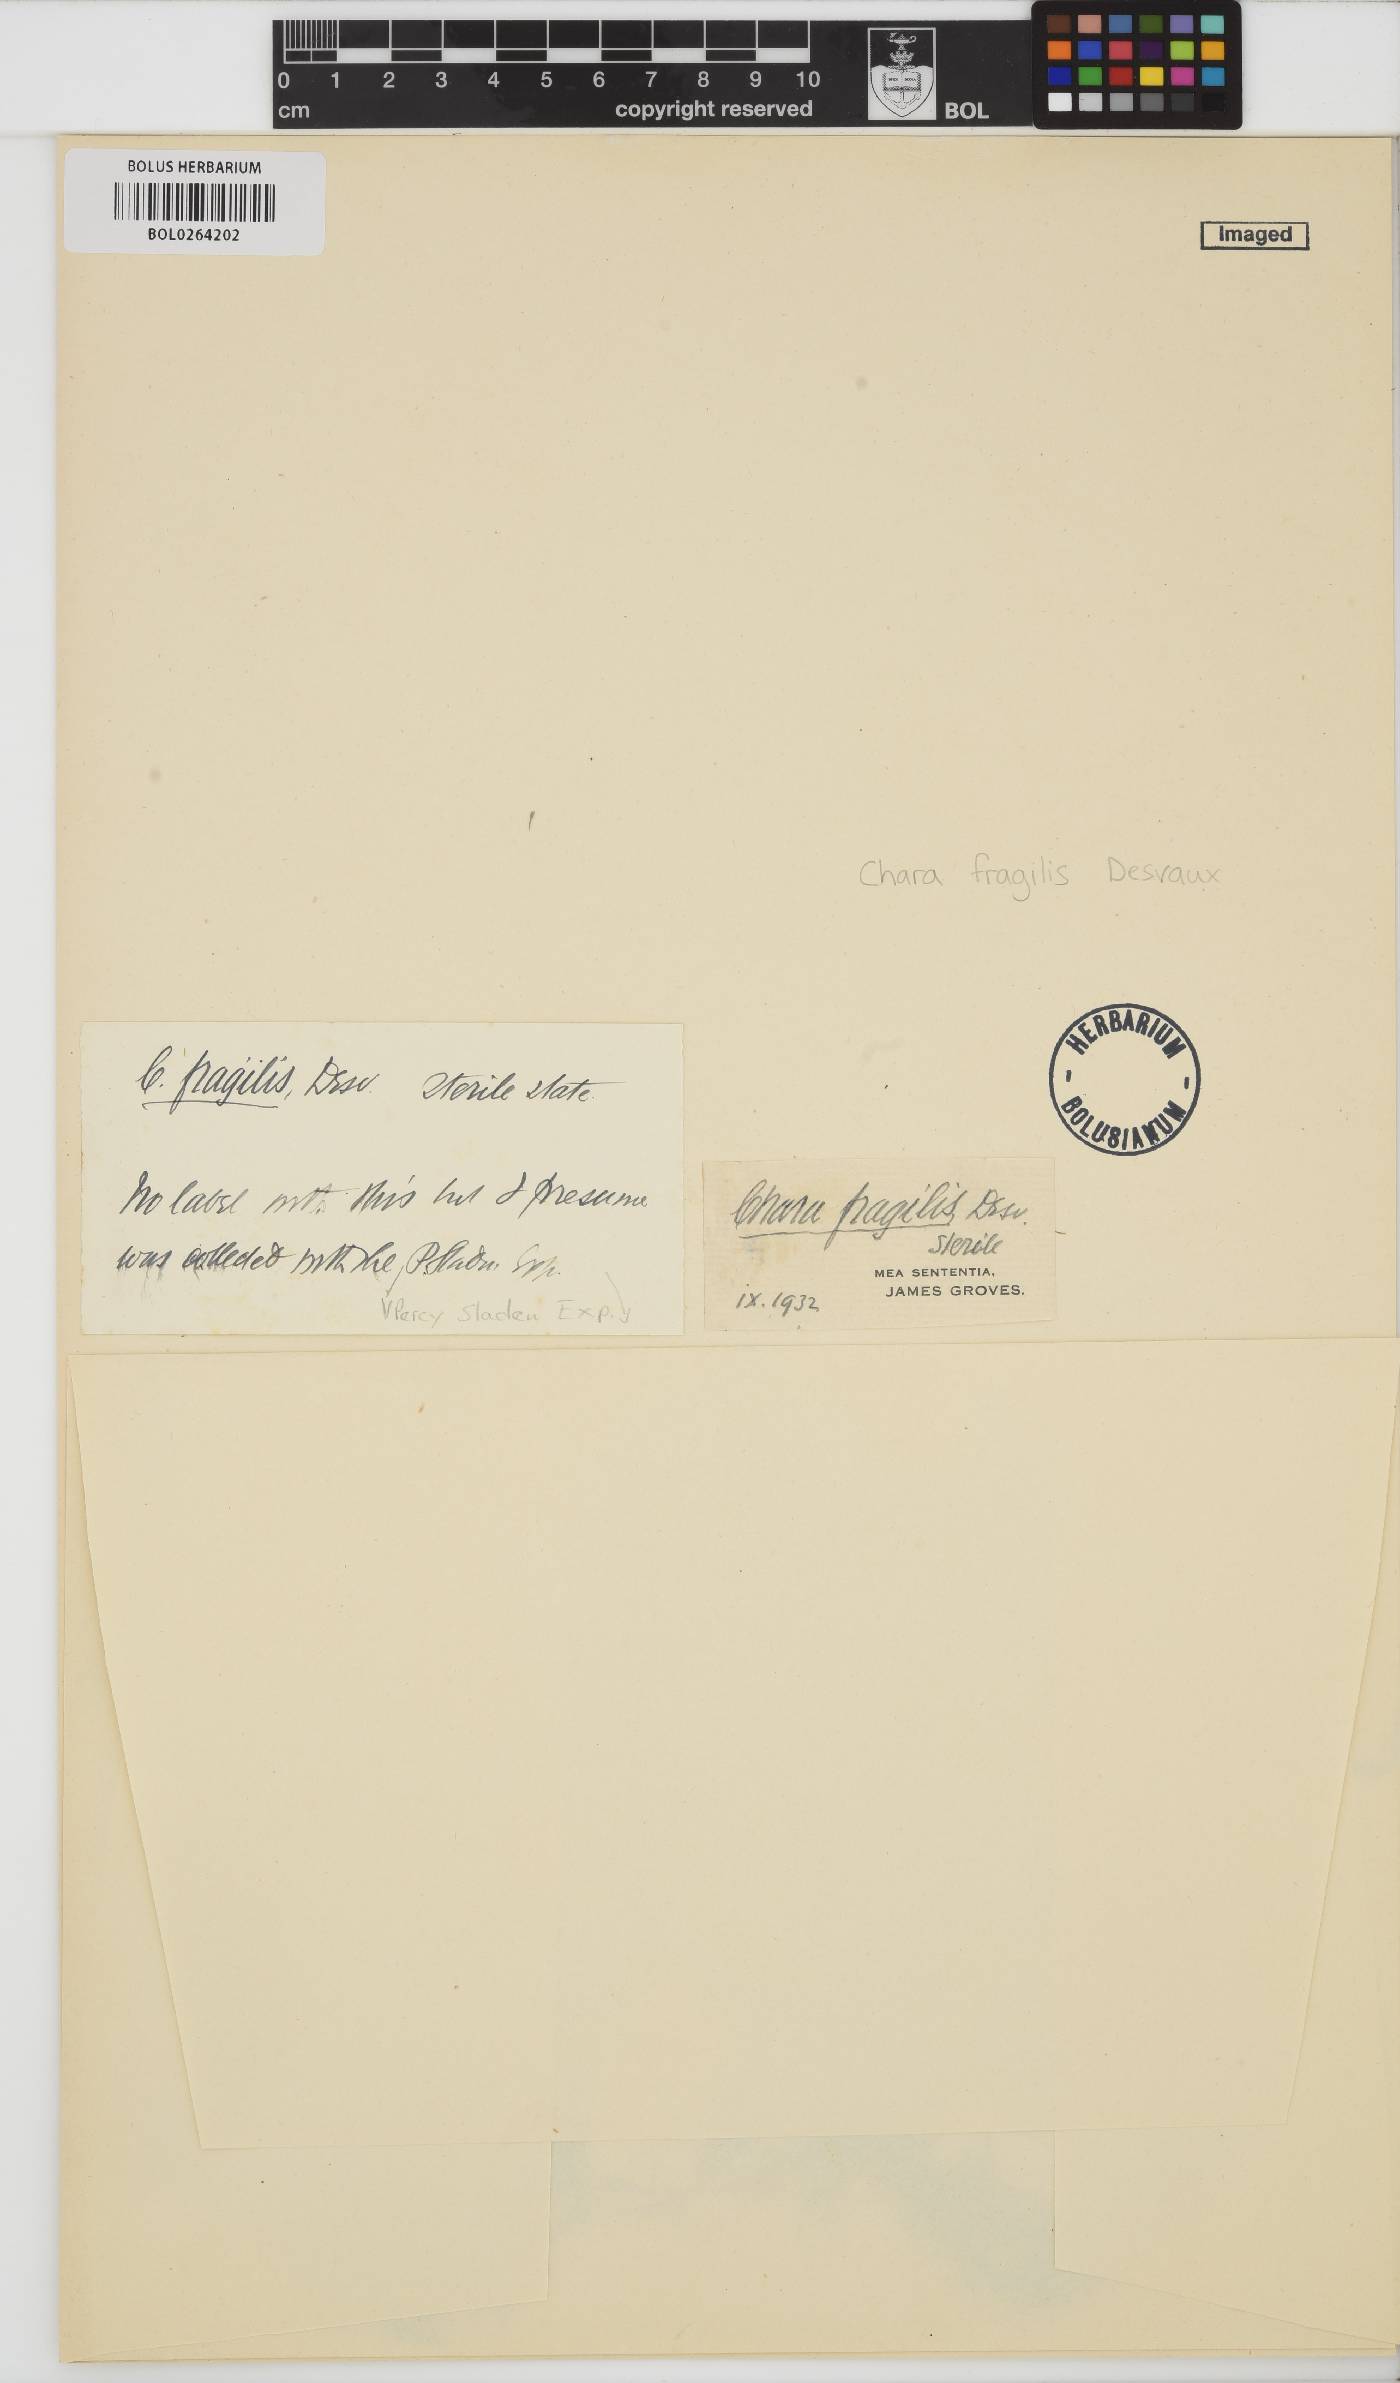 0 1 2 3 4 5 6 7 8 9 10
cm copyright reserved BOL
BOLUS HERBARIUM
BOL0264202
Imaged
Chara fragilis Desvaux
HERBARIUM
BOLUSIANUM
C. fragilis, Desv. Sterile state.
No label with this but I presume
was collected with the P. Sladen Exp.
Percy Sladen Exp.
Chara fragilis, Desv.
Sterile
MEA SENTENTIA,
JAMES GROVES.
IX. 1932